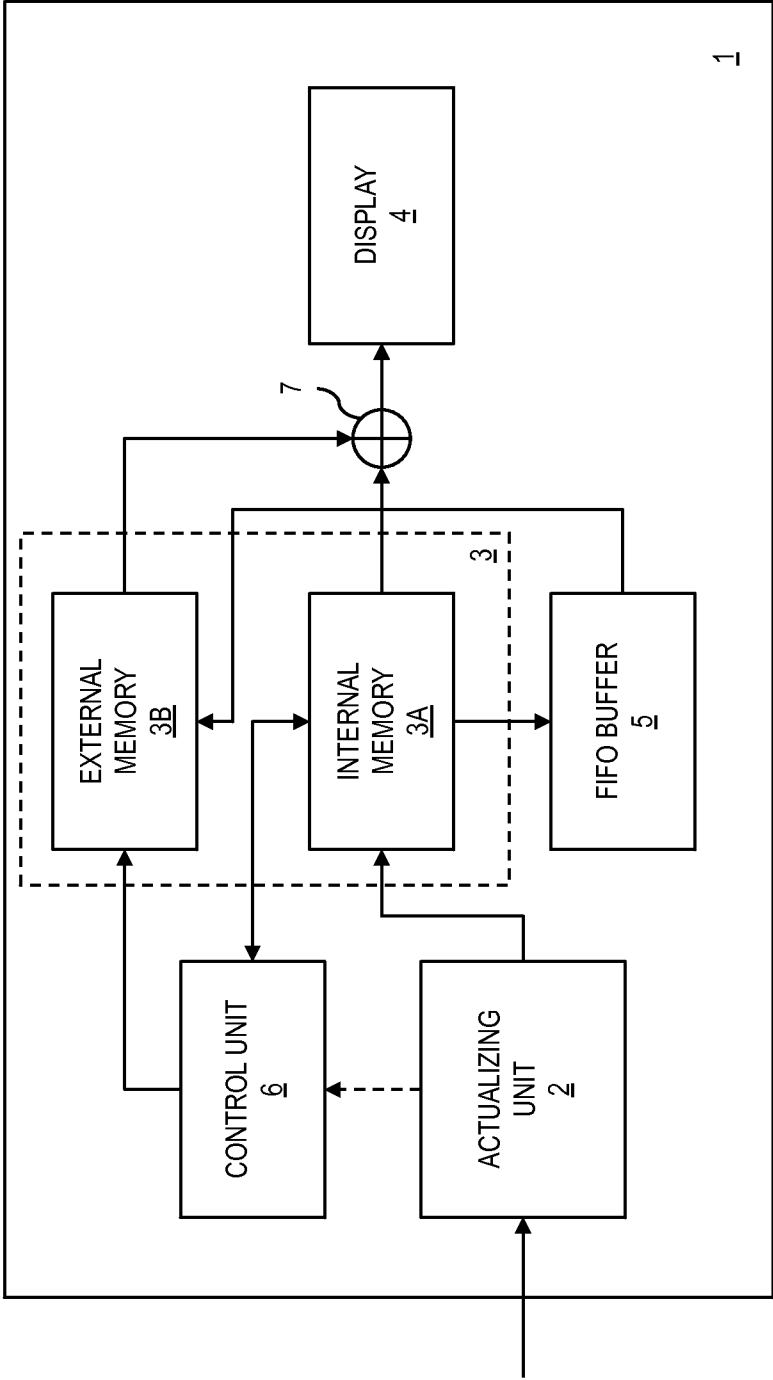 CONTROL UNIT
6
ACTUALIZING
UNIT
2
EXTERNAL
MEMORY
3B
INTERNAL
MEMORY
3A
3
FIFO BUFFER
5
7
DISPLAY
4
1